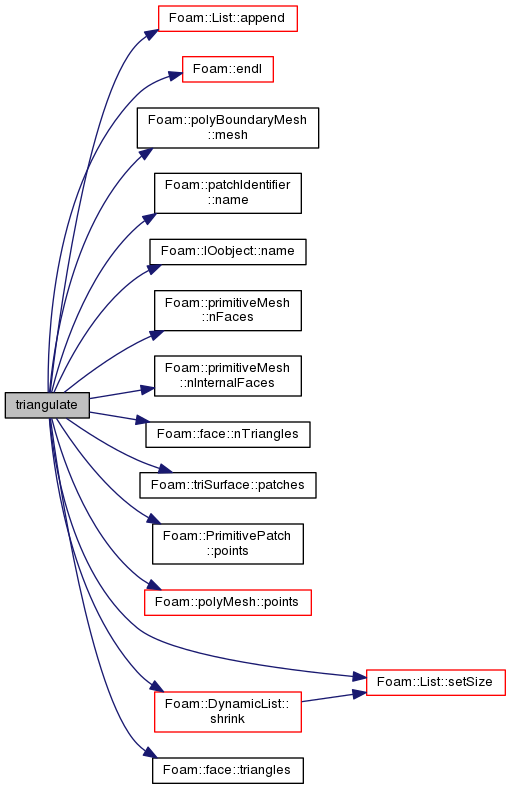 Foam::List::append
Foam::endl
Foam::polyBoundaryMesh
::mesh
Foam::patchIdentifier
::name
Foam::IOobject::name
Foam::primitiveMesh
::nFaces
Foam::primitiveMesh
::nInternalFaces
triangulate
Foam::face::nTriangles
Foam::triSurface::patches
Foam::PrimitivePatch
::points
Foam::polyMesh::points
Foam::List::setSize
Foam::DynamicList::
shrink
Foam::face::triangles